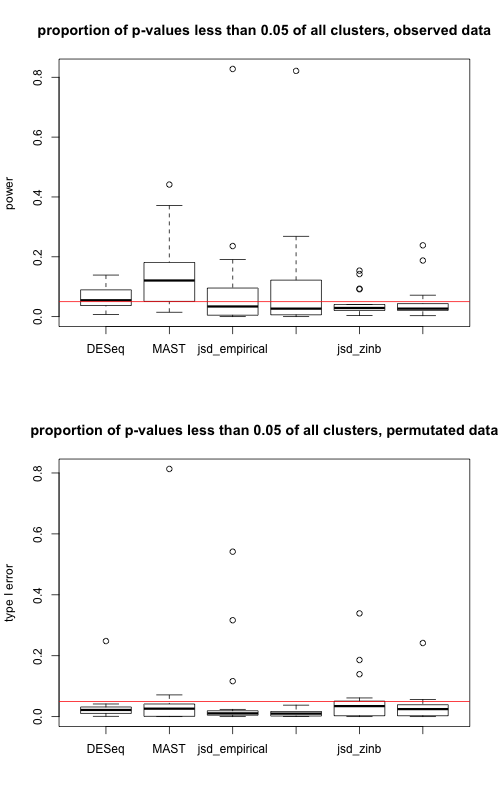 proportion of p-values less than 0.05 of all clusters, observed data
power
0.8
0.6
0.4
0.2
0.0
DESeq MAST jsd_empirical jsd_zinb
proportion of p-values less than 0.05 of all clusters, permutated data
type I error
0.8
0.6
0.4
0.2
0.0
DESeq MAST jsd_empirical jsd_zinb